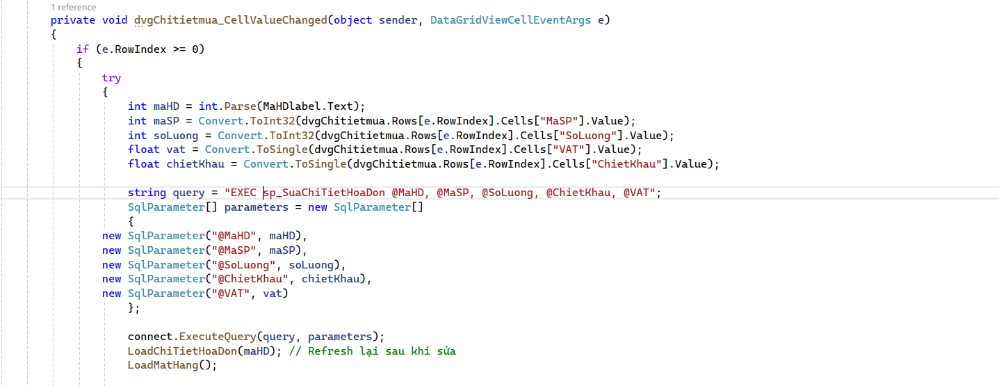 1 reference
private void dvgChitietmua_CellValueChanged(object sender, DataGridViewCellEventArgs e)
{
if (e.RowIndex >= 0)
{
try
{
int maHD = int.Parse(MaHDlabel.Text);
int maSP = Convert.ToInt32(dvgChitietmua.Rows[e.RowIndex].Cells["MaSP"].Value);
int soLuong = Convert.ToInt32(dvgChitietmua.Rows[e.RowIndex].Cells["SoLuong"].Value);
float vat = Convert.ToSingle(dvgChitietmua.Rows[e.RowIndex].Cells["VAT"].Value);
float chietKhau = Convert.ToSingle(dvgChitietmua.Rows[e.RowIndex].Cells["ChietKhau"].Value);
string query = "EXEC sp_SuaChiTietHoaDon @MaHD, @MaSP, @SoLuong, @ChietKhau, @VAT";
SqlParameter[] parameters = new SqlParameter[]
{
new SqlParameter("@MaHD", maHD),
new SqlParameter("@MaSP", maSP),
new SqlParameter("@SoLuong", soLuong),
new SqlParameter("@ChietKhau", chietKhau),
new SqlParameter("@VAT", vat)
};
connect.ExecuteQuery(query, parameters);
LoadChiTietHoaDon(maHD); // Refresh lại sau khi sửa
LoadMatHang();